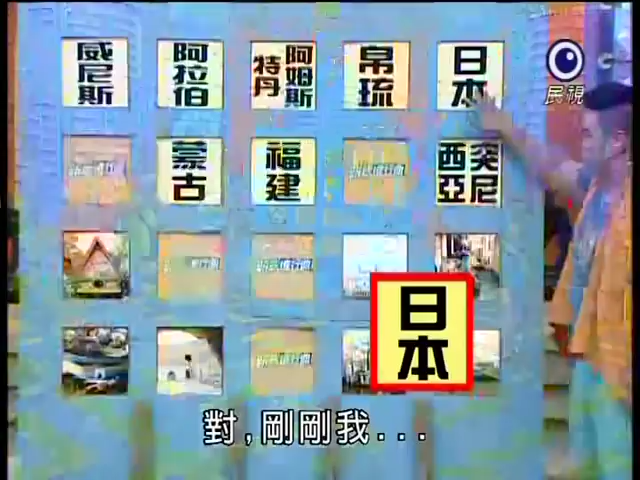 威尼斯
阿拉伯
阿姆斯特丹
帛琉
日本
民視
蒙古
福建
突尼西亞
日本
對,剛剛我...